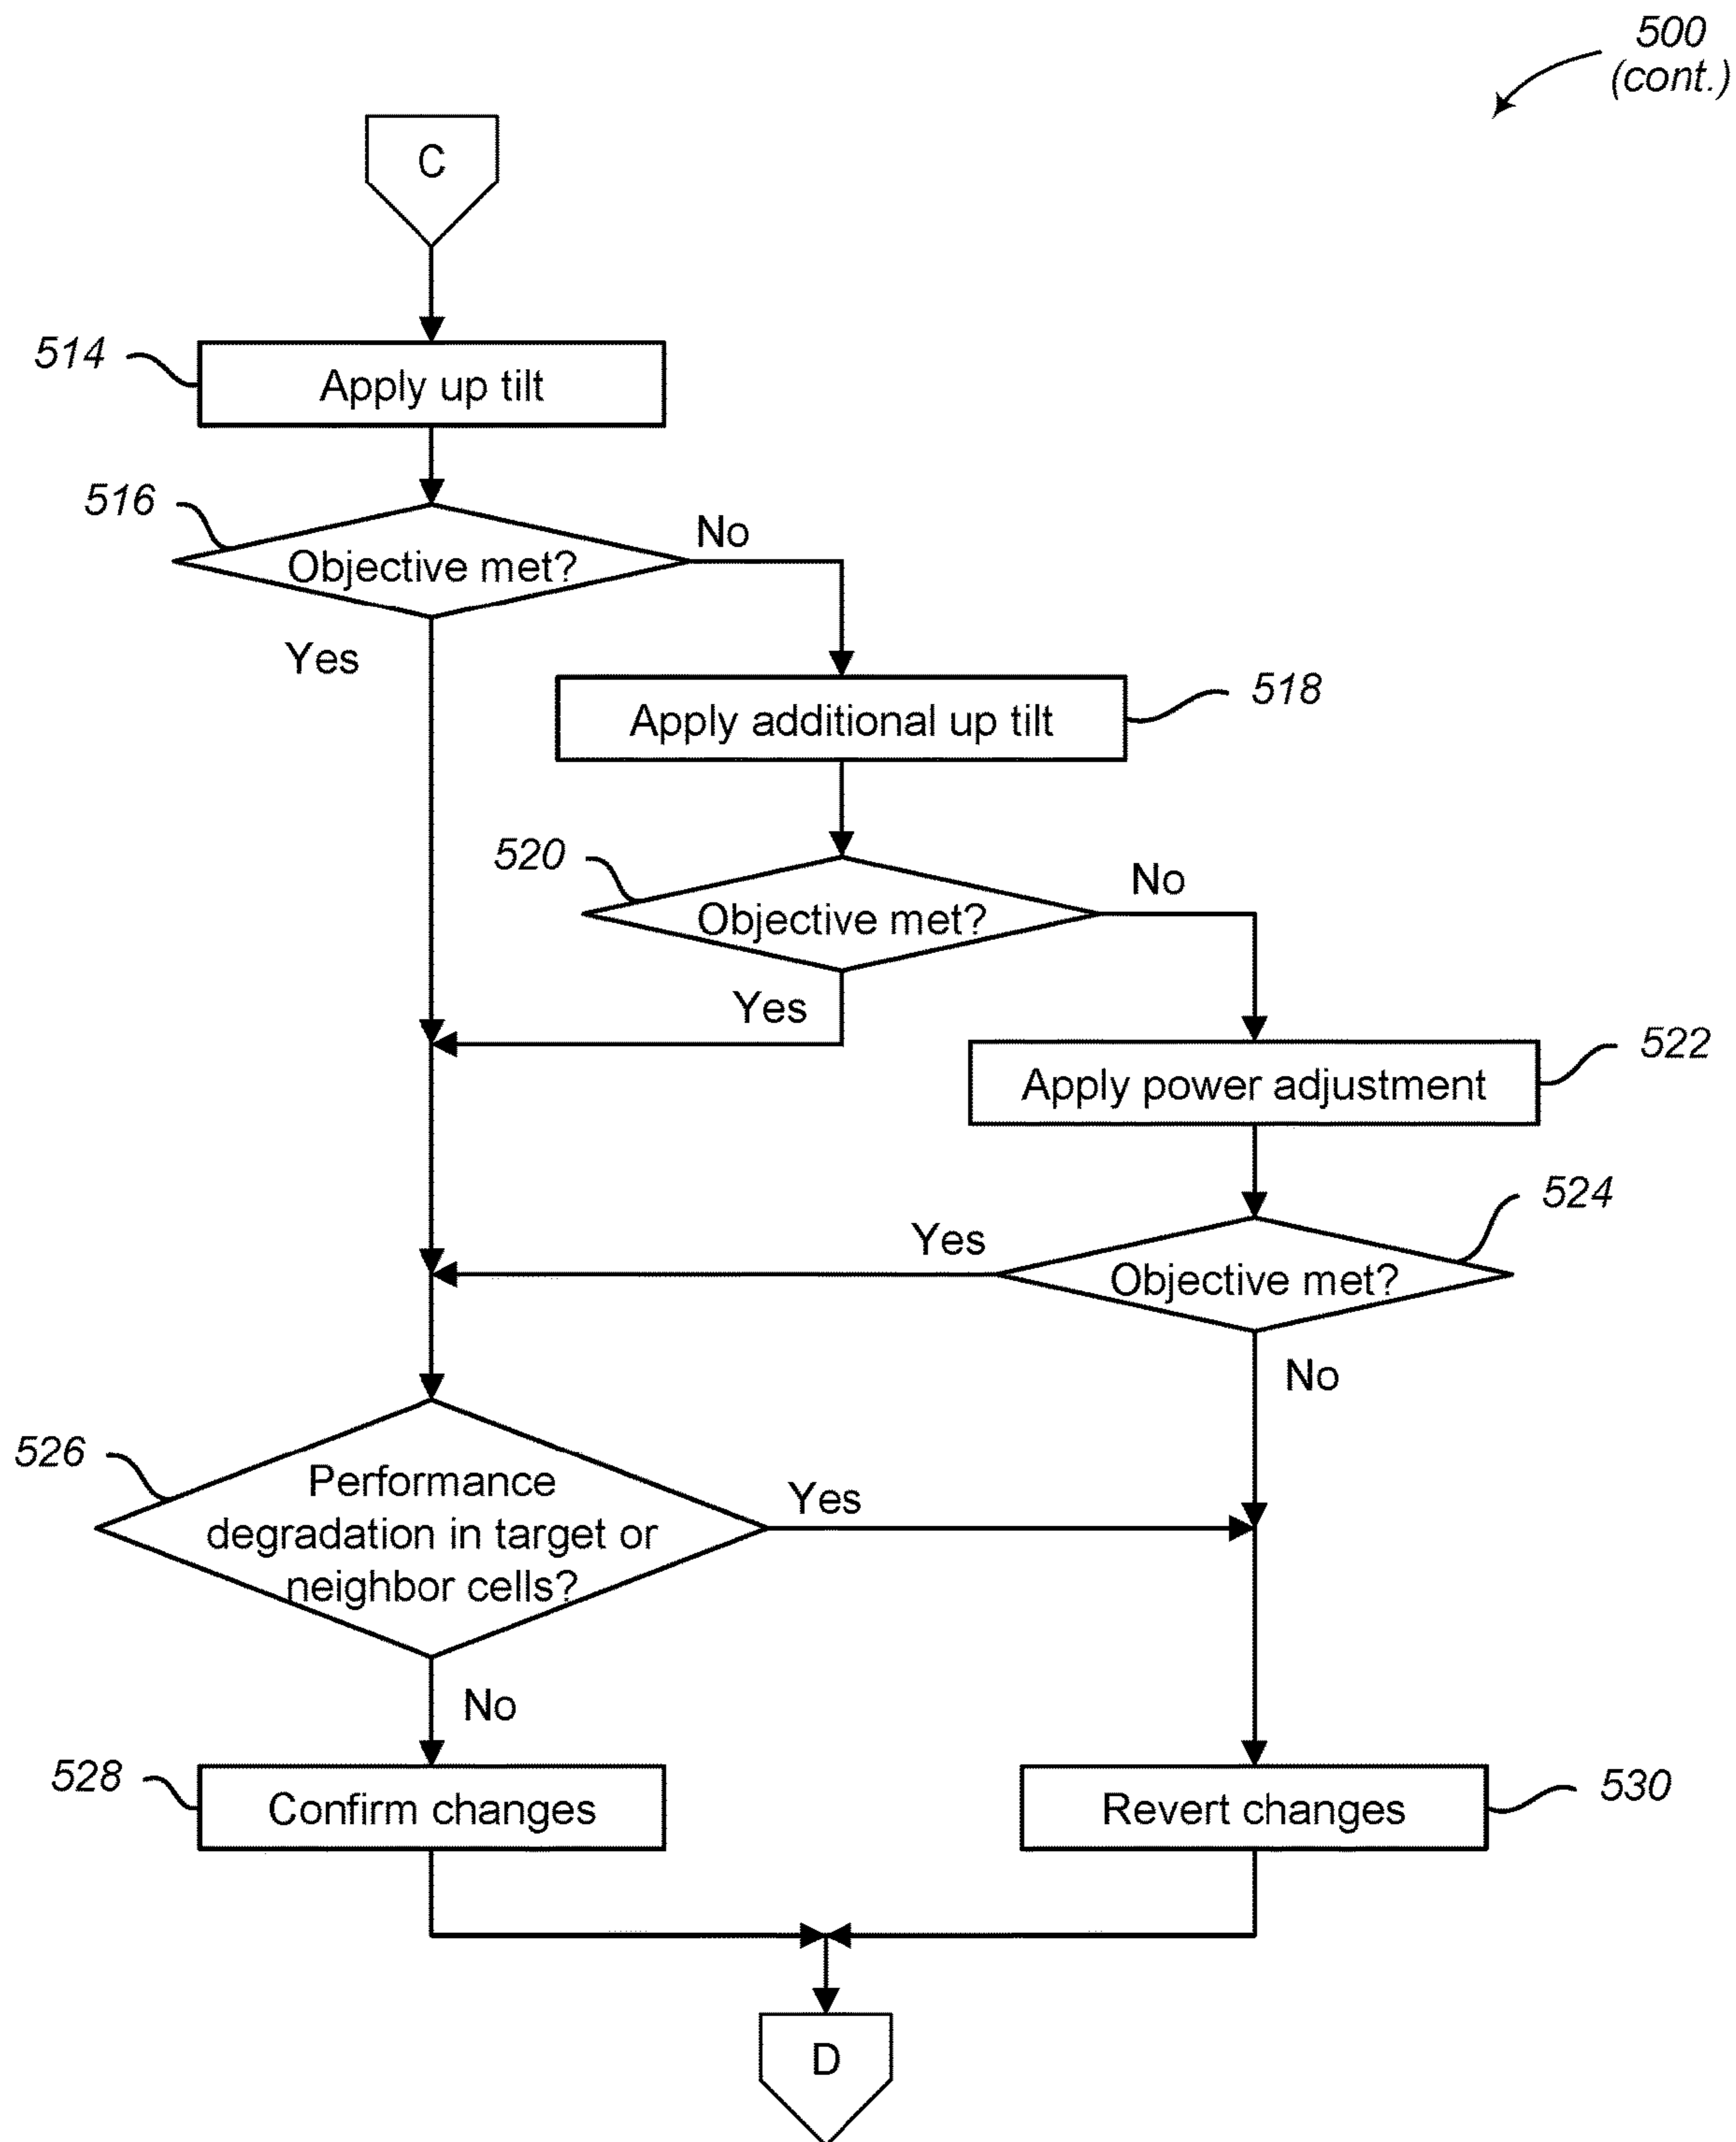 500
(cont.)
C
514
Apply up tilt
516
Objective met?
No
Yes
518
Apply additional up tilt
520
Objective met?
No
Yes
522
Apply power adjustment
524
Objective met?
Yes
No
526
Performance
degradation in target or
neighbor cells?
Yes
No
528
Confirm changes
530
Revert changes
D